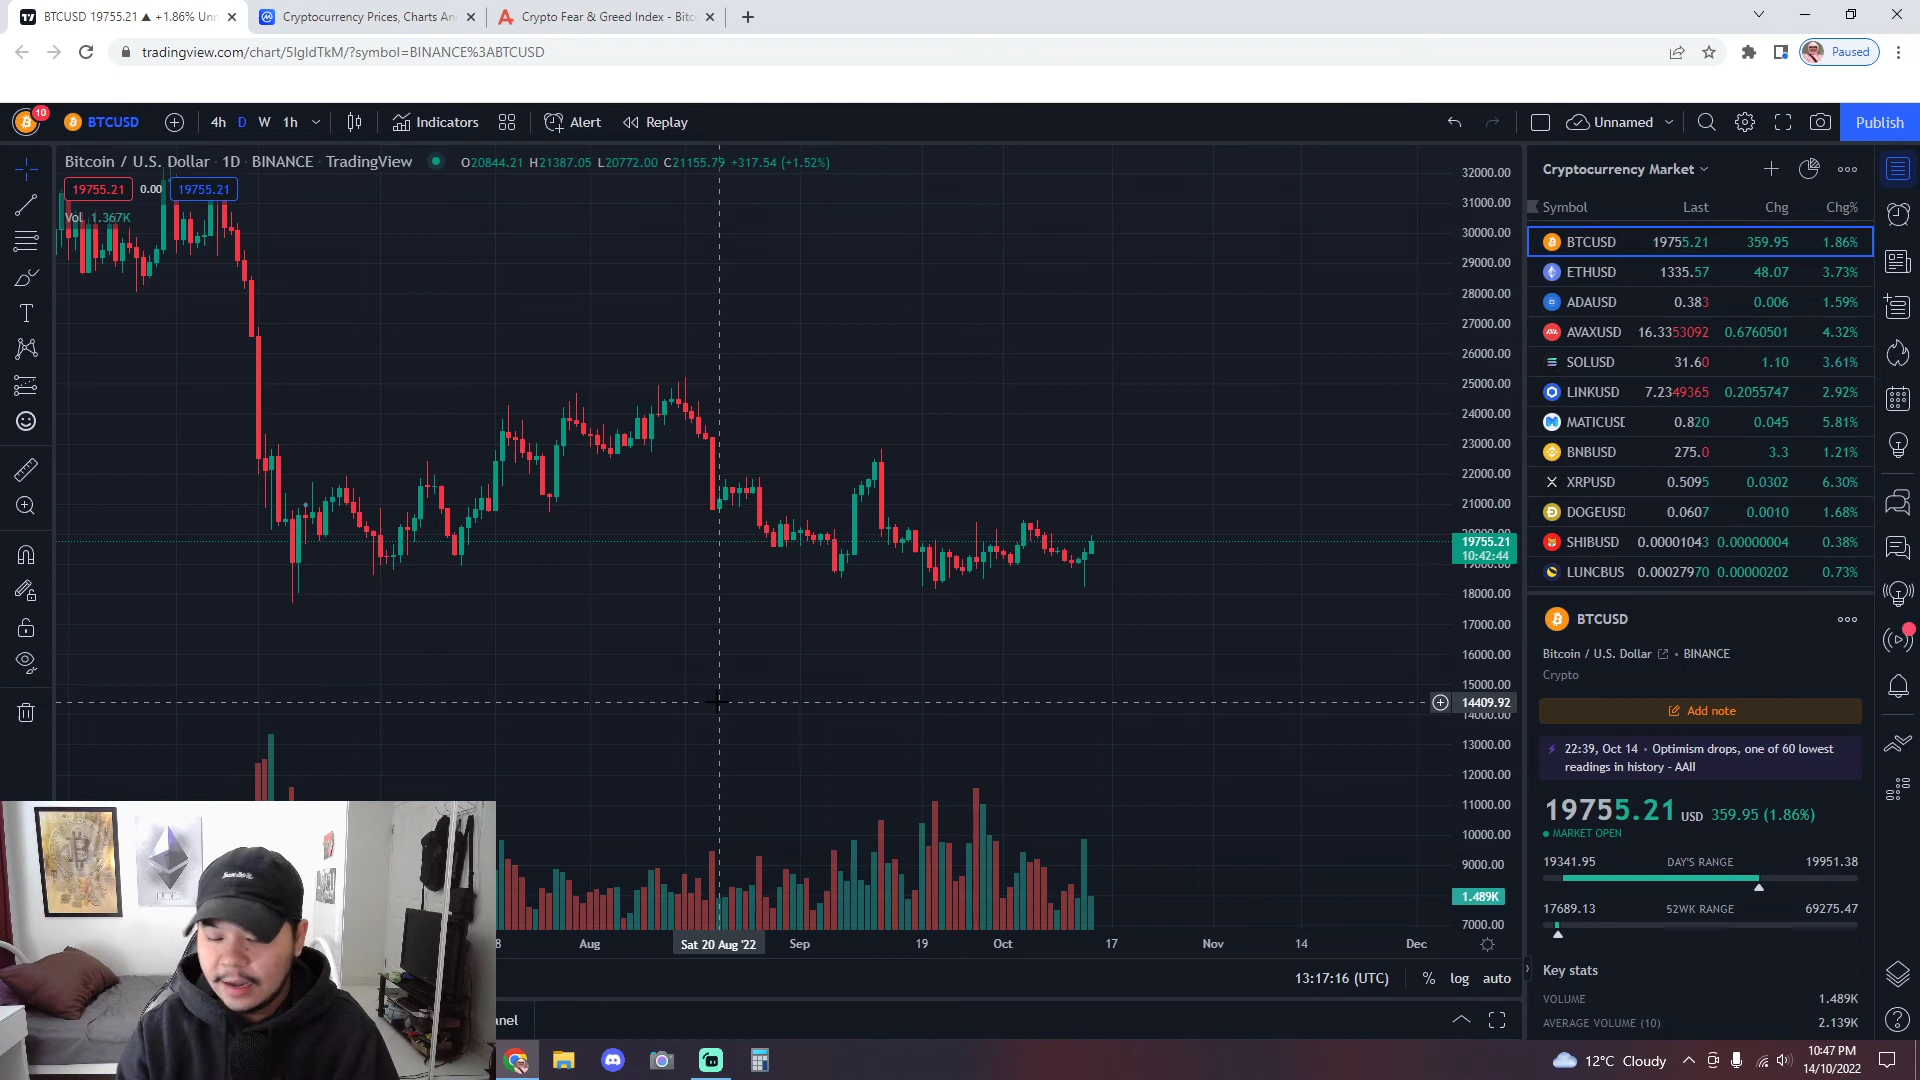 BTCUSD 19755.21 ▲ +1.86% Unn
Cryptocurrency Prices, Charts An
Crypto Fear & Greed Index - Bitc
tradingview.com/chart/5IgIdTkM/?symbol=BINANCE%3ABTCUSD
Paused
10
BTCUSD
4h D W 1h
Indicators
Alert
Replay
Unnamed
Publish
Bitcoin / U.S. Dollar · 1D · BINANCE · TradingView
O20844.21 H21387.05 L20772.00 C21155.79 +317.54 (+1.52%)
19755.21 0.00 19755.21
Vol 1.367K
32000.00
31000.00
30000.00
29000.00
28000.00
27000.00
26000.00
25000.00
24000.00
23000.00
22000.00
21000.00
20000.00
19755.21
10:42:44
19000.00
18000.00
17000.00
16000.00
15000.00
14409.92
14000.00
13000.00
12000.00
11000.00
10000.00
9000.00
1.489K
7000.00
8 Aug Sat 20 Aug '22 Sep 19 Oct 17 Nov 14 Dec
13:17:16 (UTC) % log auto
anel
Cryptocurrency Market
Symbol Last Chg Chg%
BTCUSD 19755.21 359.95 1.86%
ETHUSD 1335.57 48.07 3.73%
ADAUSD 0.383 0.006 1.59%
AVAXUSD 16.3353092 0.6760501 4.32%
SOLUSD 31.60 1.10 3.61%
LINKUSD 7.2349365 0.2055747 2.92%
MATICUSD 0.820 0.045 5.81%
BNBUSD 275.0 3.3 1.21%
XRPUSD 0.5095 0.0302 6.30%
DOGEUSD 0.0607 0.0010 1.68%
SHIBUSD 0.00001043 0.00000004 0.38%
LUNCBUS 0.00027970 0.00000202 0.73%
BTCUSD
Bitcoin / U.S. Dollar • BINANCE
Crypto
Add note
22:39, Oct 14 • Optimism drops, one of 60 lowest
readings in history - AAII
19755.21 USD 359.95 (1.86%)
MARKET OPEN
19341.95 DAY'S RANGE 19951.38
17689.13 52WK RANGE 69275.47
Key stats
VOLUME 1.489K
AVERAGE VOLUME (10) 2.139K
12°C Cloudy
10:47 PM
14/10/2022